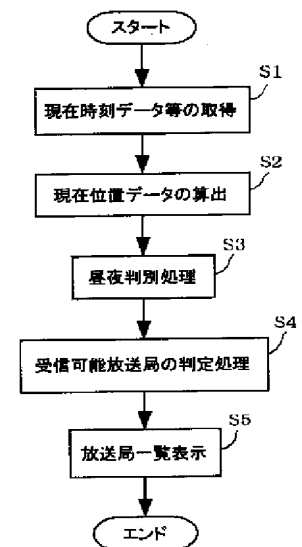 スタート
S1
現在時刻データ等の取得
S2
現在位置データの算出
S3
昼夜判別処理
S4
受信可能放送局の判定処理
S5
放送局一覧表示
エンド